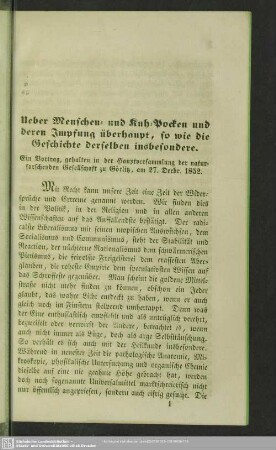 Ueber Menschen- und Kuh-Pocken und
deren Impfung überhaupt, so wie die
Geschichte derselben insbesondere.
Ein Vortrag, gehalten in der Hauptversammlung der natur-
forschenden Gesellschaft zu Görlitz, am 27. Decbr. 1852.
Mit Recht kann unsere Zeit eine Zeit der Wider-
sprüche und Extreme genannt werden. Wir finden dies
in der Politik, in der Religion und in allen anderen
Wissenschaften auf das Auffallendste bestätigt. Der radi-
kalste Liberalismus mit seinen utopischen Auswüchsen, dem
Socialismus und Communismus, steht der Stabilität und
Reaction, der nüchterne Rationalismus dem schwärmerischen
Pietismus, die frivolste Freigeisterei dem crassesten Aber-
glauben, die roheste Empirie dem speculativsten Wissen auf
das Schroffste gegenüber. Man scheint die goldene Mittel-
straße nicht mehr finden zu können, obschon ein Jeder
glaubt, das wahre Licht entdeckt zu haben, wenn er auch
gleich noch im Finstern stolpernd umhertappt. Denn was
der Eine als untrüglich verehrt,
bezweifelt oder verwirft der Andere, betrachtet es, wenn
auch nicht immer als Lüge, doch als arge Selbsttäuschung.
So verhält es sich auch mit der Heilkunde insbesondere.
Während in neuester Zeit die pathologische Anatomie, Mi-
kroskopie, physikalische Untersuchung und organische Chemie
dieselbe auf eine nie geahnte Höhe gebracht hat, werden
doch noch sogenannte Universalmittel marktschreierisch nicht
nur öffentlich angepriesen, sondern auch eifrig gesucht. Die
1